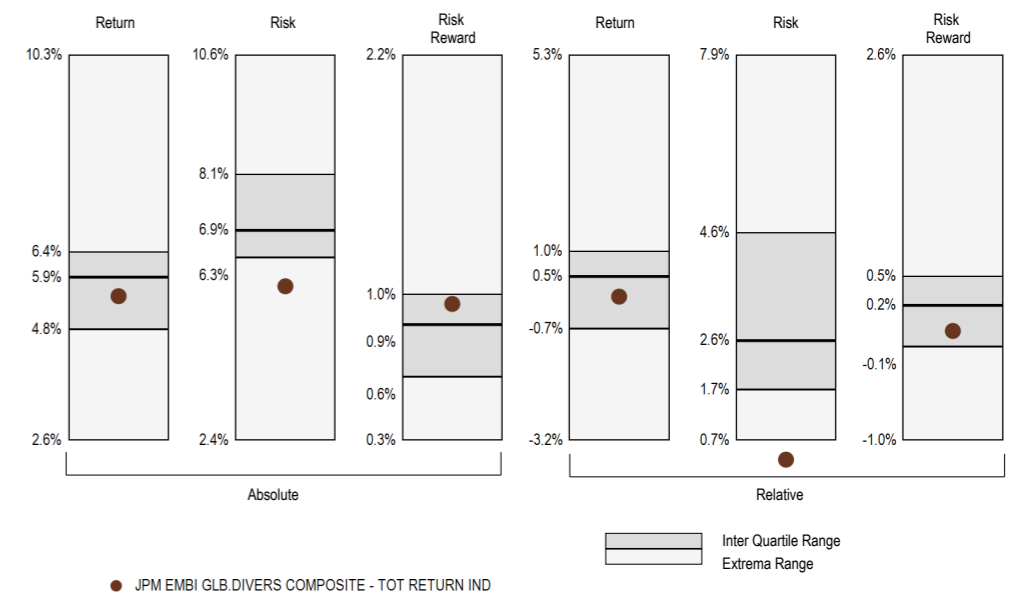 Return
Risk
Risk
Reward
Return
Risk
Risk
Reward
10.3%
6.4%
5.9%
4.8%
2.6%
10.6%
8.1%
6.9%
6.3%
2.4%
2.2%
1.0%
0.9%
0.6%
0.3%
5.3%
1.0%
0.5%
-0.7%
-3.2%
7.9%
4.6%
2.6%
1.7%
0.7%
2.6%
0.5%
0.2%
-0.1%
-1.0%
Absolute
Relative
Inter Quartile Range
Extrema Range
JPM EMBI GLB.DIVERS COMPOSITE - TOT RETURN IND